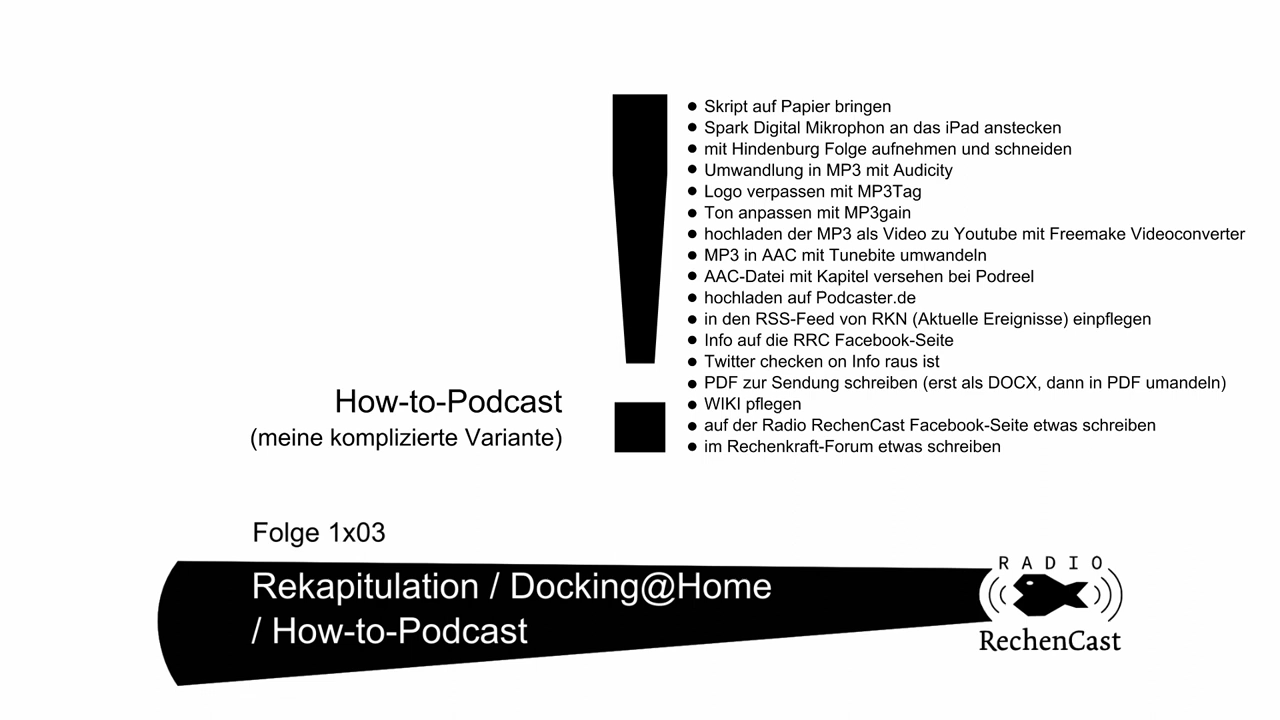 ● Skript auf Papier bringen
● Spark Digital Mikrophon an das iPad anstecken
● mit Hindenburg Folge aufnehmen und schneiden
● Umwandlung in MP3 mit Audicity
● Logo verpassen mit MP3Tag
● Ton anpassen mit MP3gain
● hochladen der MP3 als Video zu Youtube mit Freemake Videoconverter
● MP3 in AAC mit Tunebite umwandeln
● AAC-Datei mit Kapitel versehen bei Podreel
● hochladen auf Podcaster.de
● in den RSS-Feed von RKN (Aktuelle Ereignisse) einpflegen
● Info auf die RRC Facebook-Seite
● Twitter checken on Info raus ist
● PDF zur Sendung schreiben (erst als DOCX, dann in PDF umandeln)
● WIKI pflegen
● auf der Radio RechenCast Facebook-Seite etwas schreiben
● im Rechenkraft-Forum etwas schreiben
How-to-Podcast
(meine komplizierte Variante)
Folge 1x03
Rekapitulation / Docking@Home
/ How-to-Podcast
RADIO
RechenCast